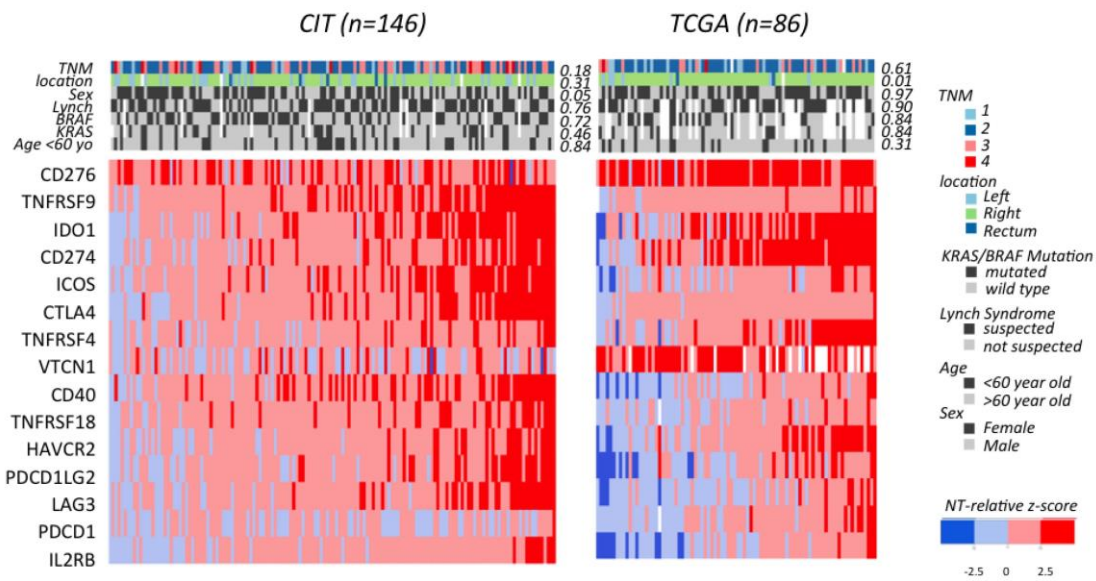 CIT (n=146)
TCGA (n=86)
TNM 0.18 0.61
location 0.31 0.01
Sex 0.05 0.97
Lynch 0.76 0.90
BRAF 0.72 0.84
KRAS 0.46 0.84
Age <60 yo 0.84 0.31
CD276
TNFRSF9
IDO1
CD274
ICOS
CTLA4
TNFRSF4
VTCN1
CD40
TNFRSF18
HAVCR2
PDCD1LG2
LAG3
PDCD1
IL2RB
TNM
1
2
3
4
location
Left
Right
Rectum
KRAS/BRAF Mutation
mutated
wild type
Lynch Syndrome
suspected
not suspected
Age
<60 year old
>60 year old
Sex
Female
Male
NT-relative z-score
-2.5 0 2.5